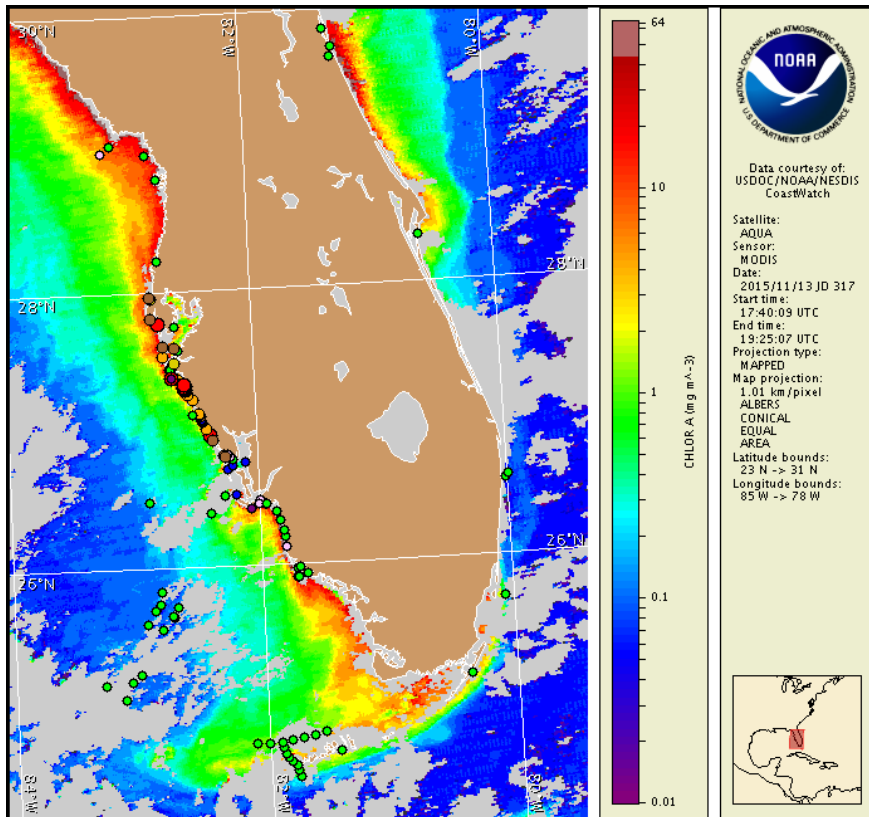 30°N
82°W
80°W
28°N
28°N
26°N
26°N
84°W
82°W
80°W
64
10
1
0.1
0.01
CHLOR A (mg m^-3)
NATIONAL OCEANIC AND ATMOSPHERIC ADMINISTRATION
NOAA
U.S. DEPARTMENT OF COMMERCE
Data courtesy of:
USDOC/NOAA/NESDIS
CoastWatch
Satellite:
AQUA
Sensor:
MODIS
Date:
2015/11/13 JD 317
Start time:
17:40:09 UTC
End time:
19:25:07 UTC
Projection type:
MAPPED
Map projection:
1.01 km/pixel
ALBERS
CONICAL
EQUAL
AREA
Latitude bounds:
23 N -> 31 N
Longitude bounds:
85 W -> 78 W